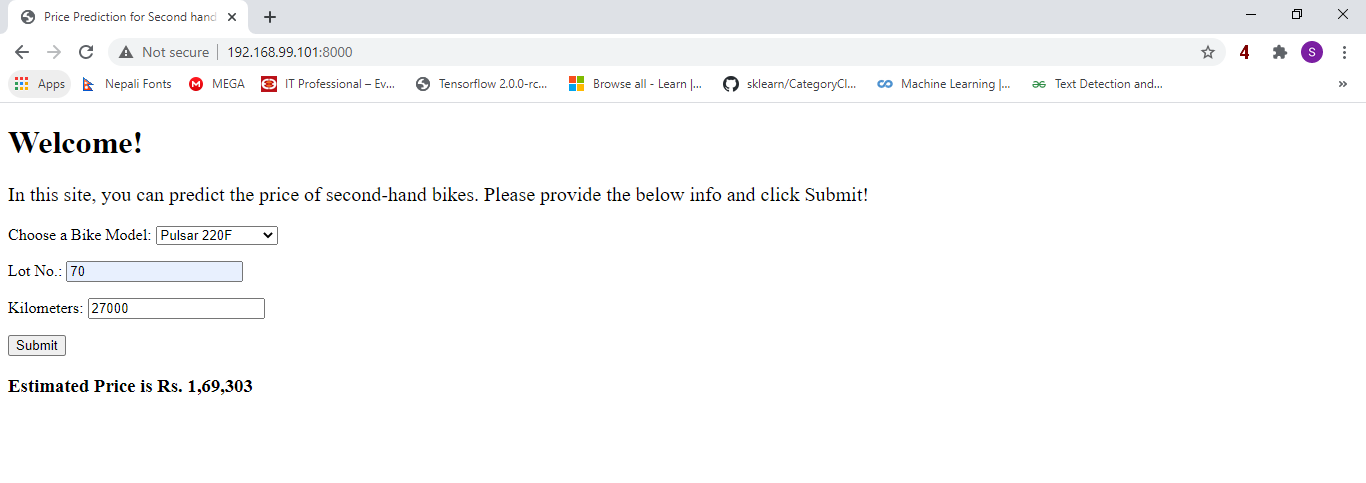 Price Prediction for Second hand
Not secure 192.168.99.101:8000 4 S
Apps Nepali Fonts MEGA IT Professional – Ev... Tensorflow 2.0.0-rc... Browse all - Learn |... sklearn/CategoryCl... Machine Learning |... Text Detection and... »
Welcome!
In this site, you can predict the price of second-hand bikes. Please provide the below info and click Submit!
Choose a Bike Model: Pulsar 220F
Lot No.: 70
Kilometers: 27000
Submit
Estimated Price is Rs. 1,69,303